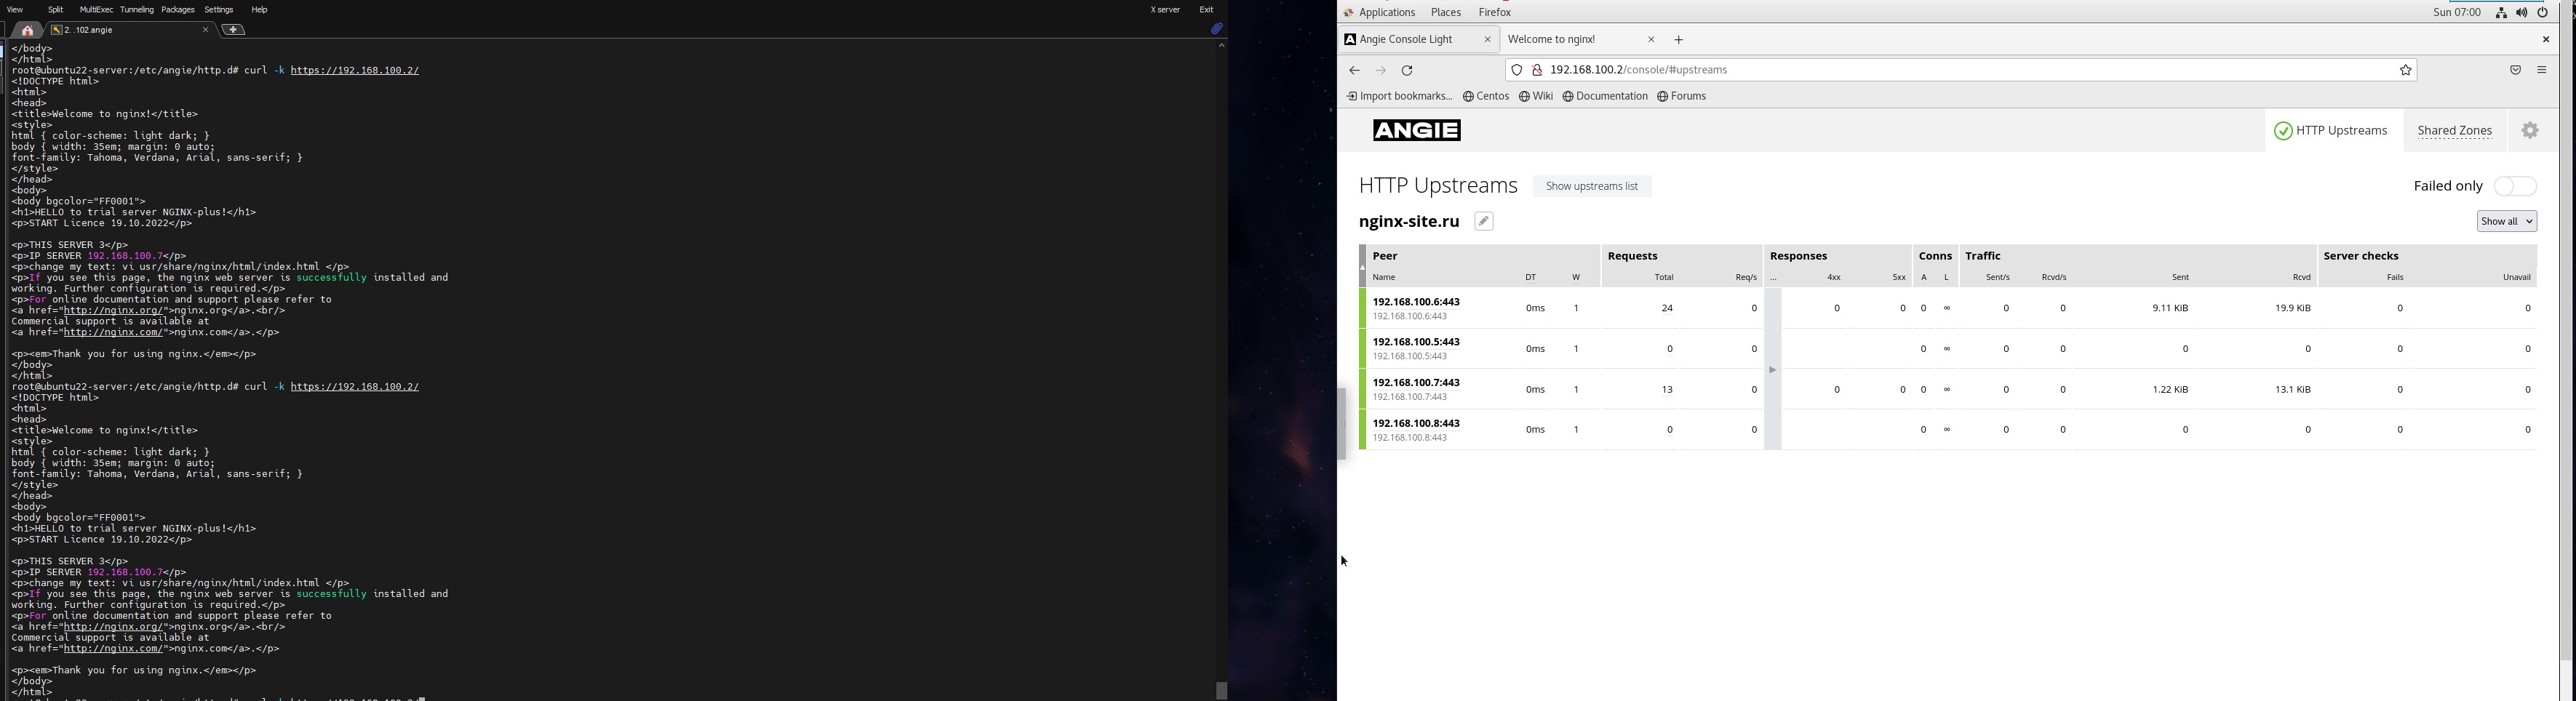 View Split MultiExec Tunneling Packages Settings Help X server Exit
2. .102.angie
</body>
</html>
root@ubuntu22-server:/etc/angie/http.d# curl -k https://192.168.100.2/
<!DOCTYPE html>
<html>
<head>
<title>Welcome to nginx!</title>
<style>
html { color-scheme: light dark; }
body { width: 35em; margin: 0 auto;
font-family: Tahoma, Verdana, Arial, sans-serif; }
</style>
</head>
<body>
<body bgcolor="FF0001">
<h1>HELLO to trial server NGINX-plus!</h1>
<p>START Licence 19.10.2022</p>
<p>THIS SERVER 3</p>
<p>IP SERVER 192.168.100.7</p>
<p>change my text: vi usr/share/nginx/html/index.html </p>
<p>If you see this page, the nginx web server is successfully installed and
working. Further configuration is required.</p>
<p>For online documentation and support please refer to
<a href="http://nginx.org/">nginx.org</a>.<br/>
Commercial support is available at
<a href="http://nginx.com/">nginx.com</a>.</p>
<p><em>Thank you for using nginx.</em></p>
</body>
</html>
root@ubuntu22-server:/etc/angie/http.d# curl -k https://192.168.100.2/
<!DOCTYPE html>
<html>
<head>
<title>Welcome to nginx!</title>
<style>
html { color-scheme: light dark; }
body { width: 35em; margin: 0 auto;
font-family: Tahoma, Verdana, Arial, sans-serif; }
</style>
</head>
<body>
<body bgcolor="FF0001">
<h1>HELLO to trial server NGINX-plus!</h1>
<p>START Licence 19.10.2022</p>
<p>THIS SERVER 3</p>
<p>IP SERVER 192.168.100.7</p>
<p>change my text: vi usr/share/nginx/html/index.html </p>
<p>If you see this page, the nginx web server is successfully installed and
working. Further configuration is required.</p>
<p>For online documentation and support please refer to
<a href="http://nginx.org/">nginx.org</a>.<br/>
Commercial support is available at
<a href="http://nginx.com/">nginx.com</a>.</p>
<p><em>Thank you for using nginx.</em></p>
</body>
</html>
Applications Places Firefox Sun 07:00
Angie Console Light Welcome to nginx!
192.168.100.2/console/#upstreams
Import bookmarks... Centos Wiki Documentation Forums
ANGIE HTTP Upstreams Shared Zones
HTTP Upstreams Show upstreams list Failed only
nginx-site.ru Show all
Peer Requests Responses Conns Traffic Server checks
Name DT W Total Req/s ... 4xx 5xx A L Sent/s Rcvd/s Sent Rcvd Fails Unavail
192.168.100.6:443
192.168.100.6:443 0ms 1 24 0 0 0 0 ∞ 0 0 9.11 KiB 19.9 KiB 0 0
192.168.100.5:443
192.168.100.5:443 0ms 1 0 0 0 ∞ 0 0 0 0 0 0
192.168.100.7:443
192.168.100.7:443 0ms 1 13 0 0 0 0 ∞ 0 0 1.22 KiB 13.1 KiB 0 0
192.168.100.8:443
192.168.100.8:443 0ms 1 0 0 0 ∞ 0 0 0 0 0 0